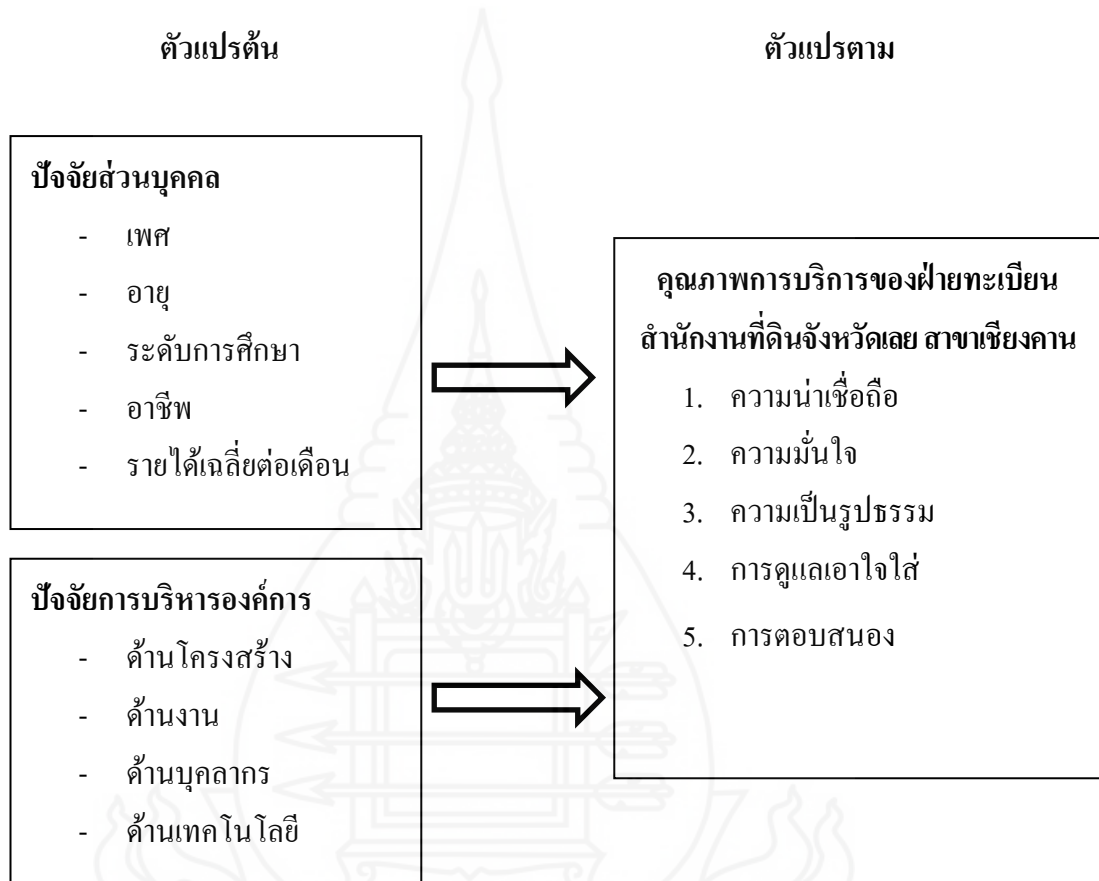 ตัวแปรต้น
ตัวแปรตาม
ปัจจัยส่วนบุคคล
- เพศ
- อายุ
- ระดับการศึกษา
- อาชีพ
- รายได้เฉลี่ยต่อเดือน
ปัจจัยการบริหารองค์การ
- ด้านโครงสร้าง
- ด้านงาน
- ด้านบุคลากร
- ด้านเทคโนโลยี
คุณภาพการบริการของฝ่ายทะเบียน
สำนักงานที่ดินจังหวัดเลย สาขาเชียงคาน
1. ความน่าเชื่อถือ
2. ความมั่นใจ
3. ความเป็นรูปธรรม
4. การดูแลเอาใจใส่
5. การตอบสนอง